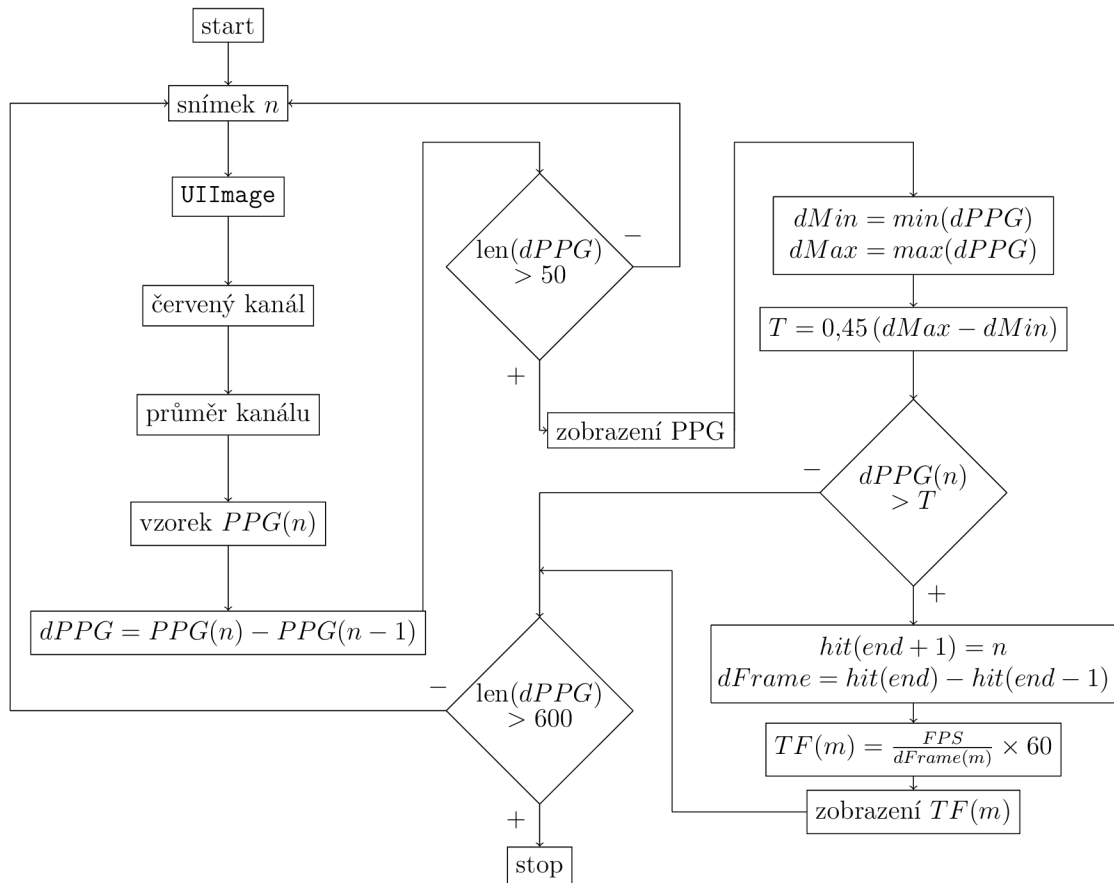 start
snímek n
UIImage
červený kanál
průměr kanálu
vzorek PPG(n)
dPPG = PPG(n) − PPG(n − 1)
len(dPPG)
> 50
−
+
zobrazení PPG
dMin = min(dPPG)
dMax = max(dPPG)
T = 0,45 (dMax − dMin)
dPPG(n)
> T
−
+
hit(end + 1) = n
dFrame = hit(end) − hit(end − 1)
TF(m) = FPS/dFrame(m) × 60
zobrazení TF(m)
len(dPPG)
> 600
−
+
stop